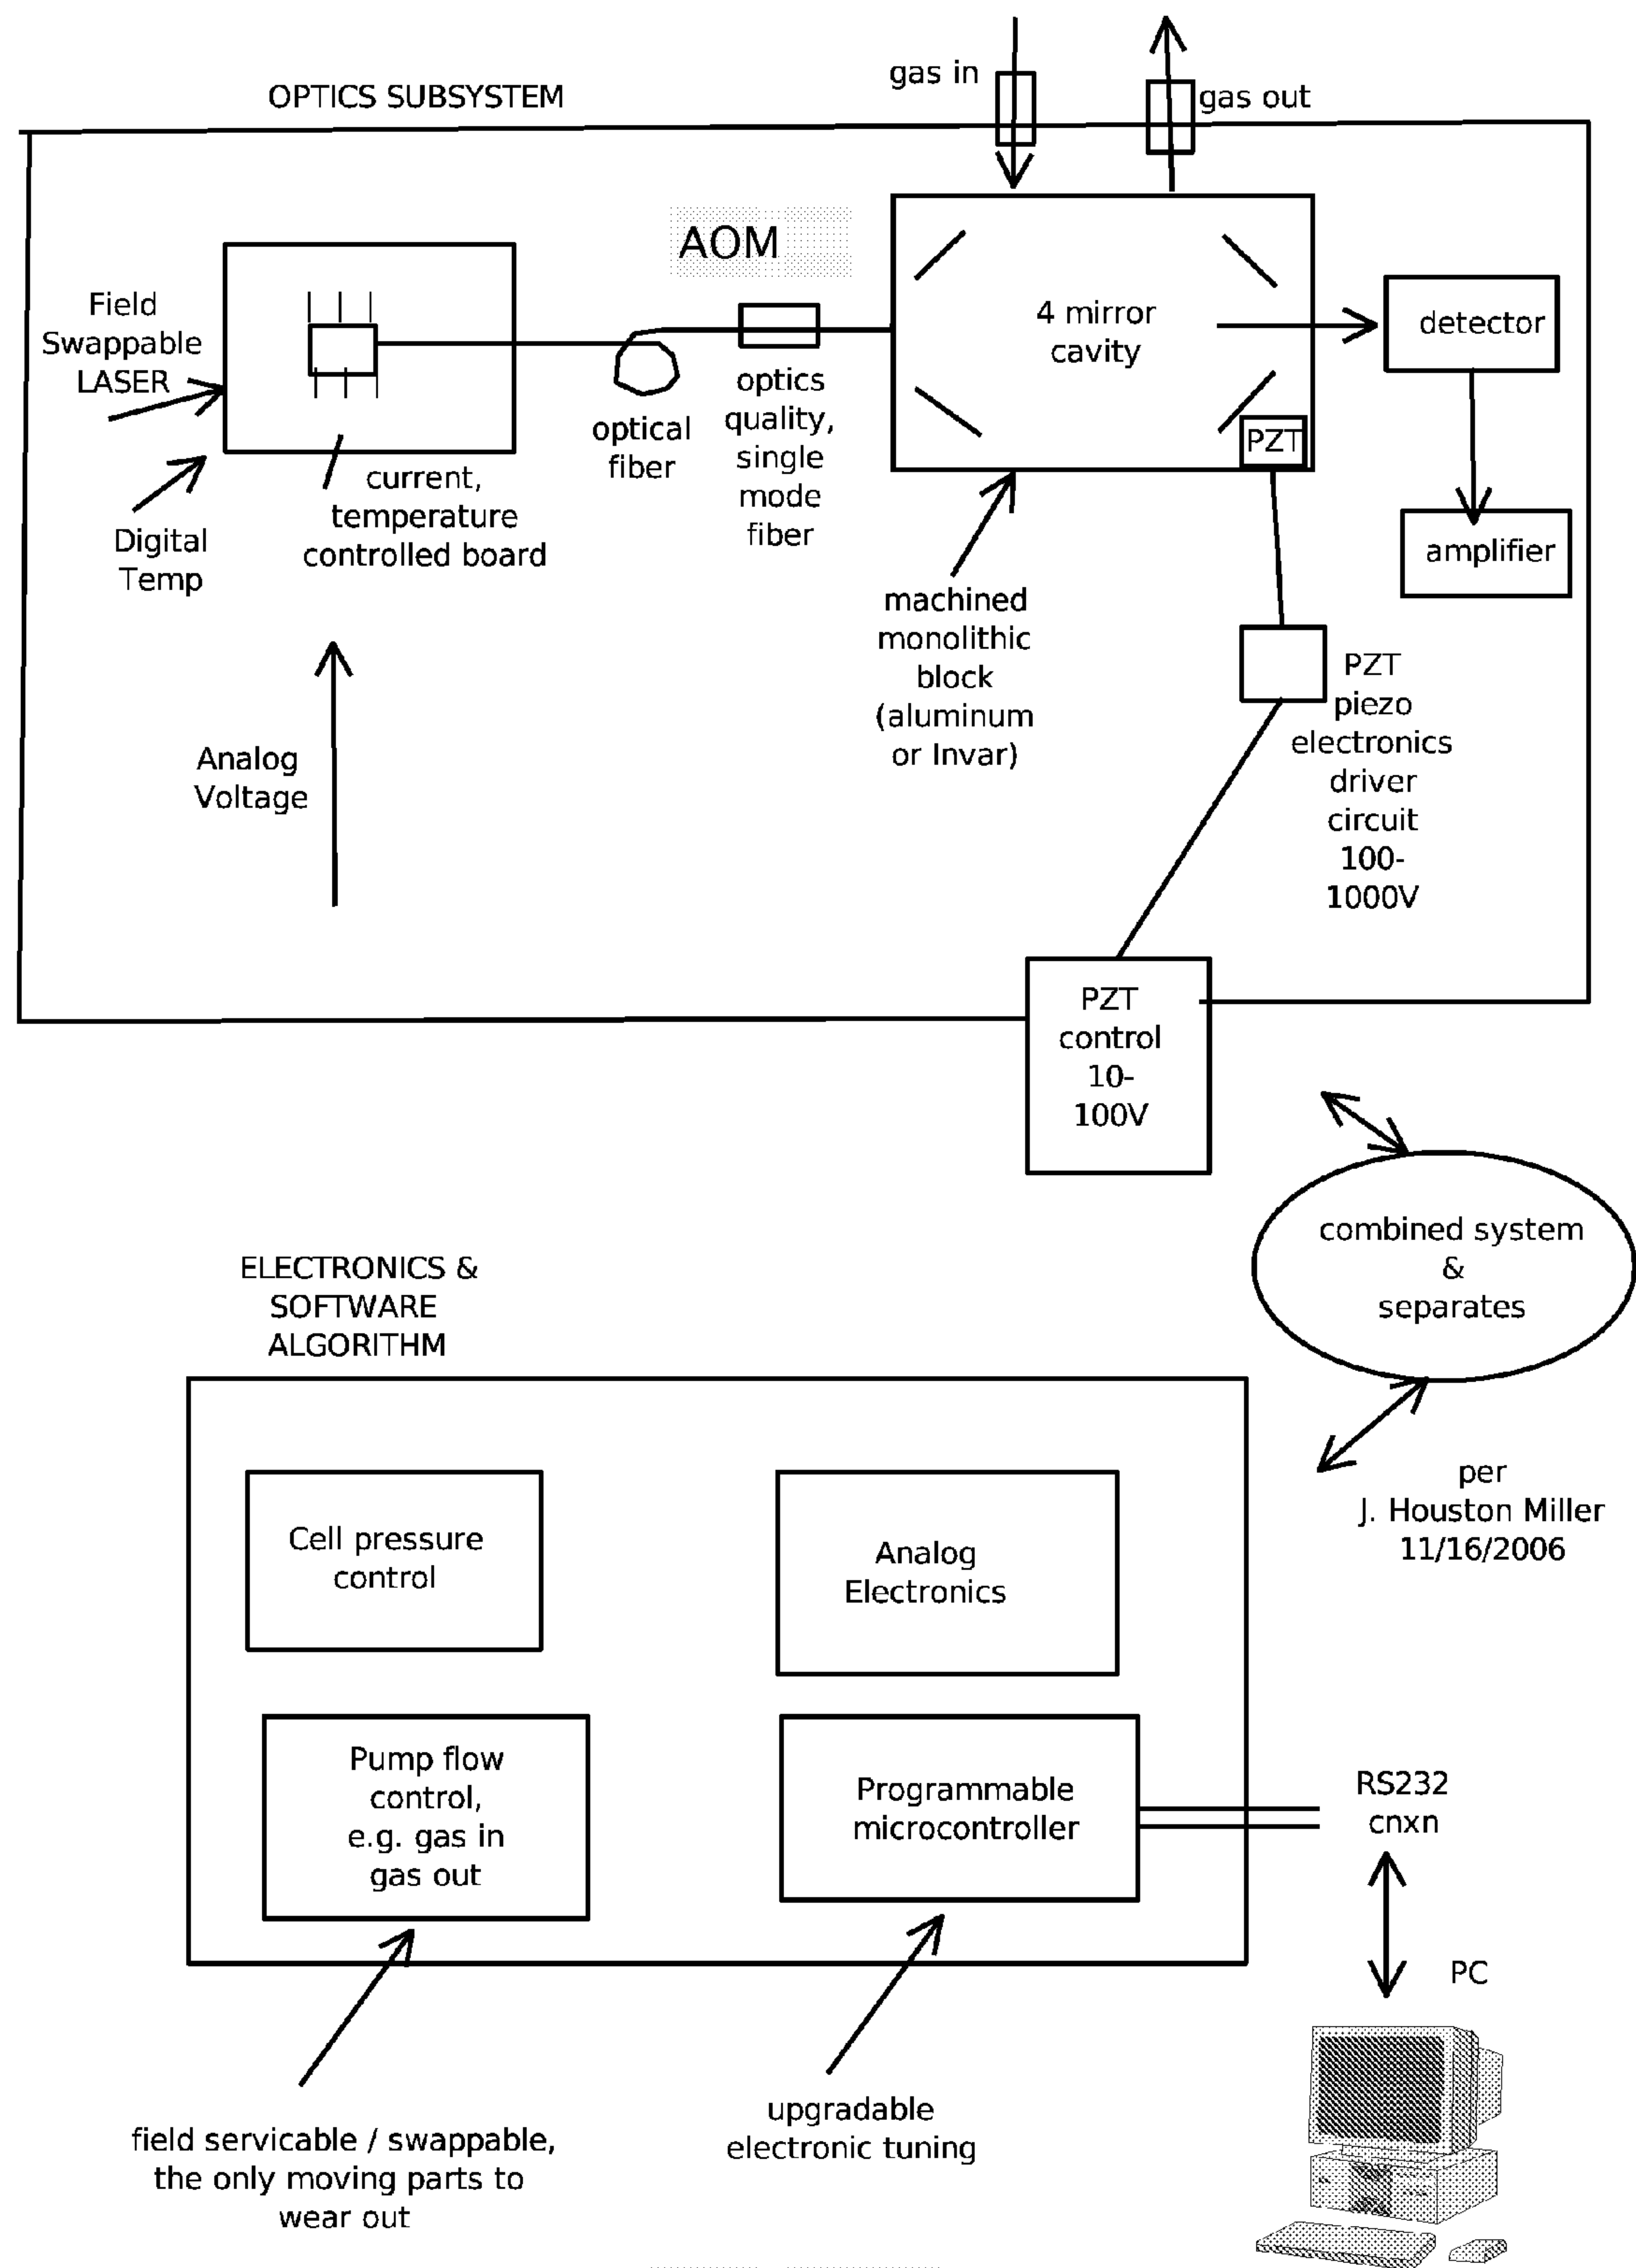 gas in
OPTICS SUBSYSTEM
gas out
AOM
Field
Swappable
LASER
4 mirror
cavity
detector
optics
quality,
single
mode
fiber
optical
fiber
PZT
current,
temperature
controlled board
Digital
Temp
amplifier
machined
monolithic
block
(aluminum
or Invar)
PZT
piezo
electronics
driver
circuit
100-
1000V
Analog
Voltage
PZT
control
10-
100V
combined system
&
separates
ELECTRONICS &
SOFTWARE
ALGORITHM
per
J. Houston Miller
11/16/2006
Cell pressure
control
Analog
Electronics
Pump flow
control,
e.g. gas in
gas out
Programmable
microcontroller
RS232
cnxn
PC
field servicable / swappable,
the only moving parts to
wear out
upgradable
electronic tuning